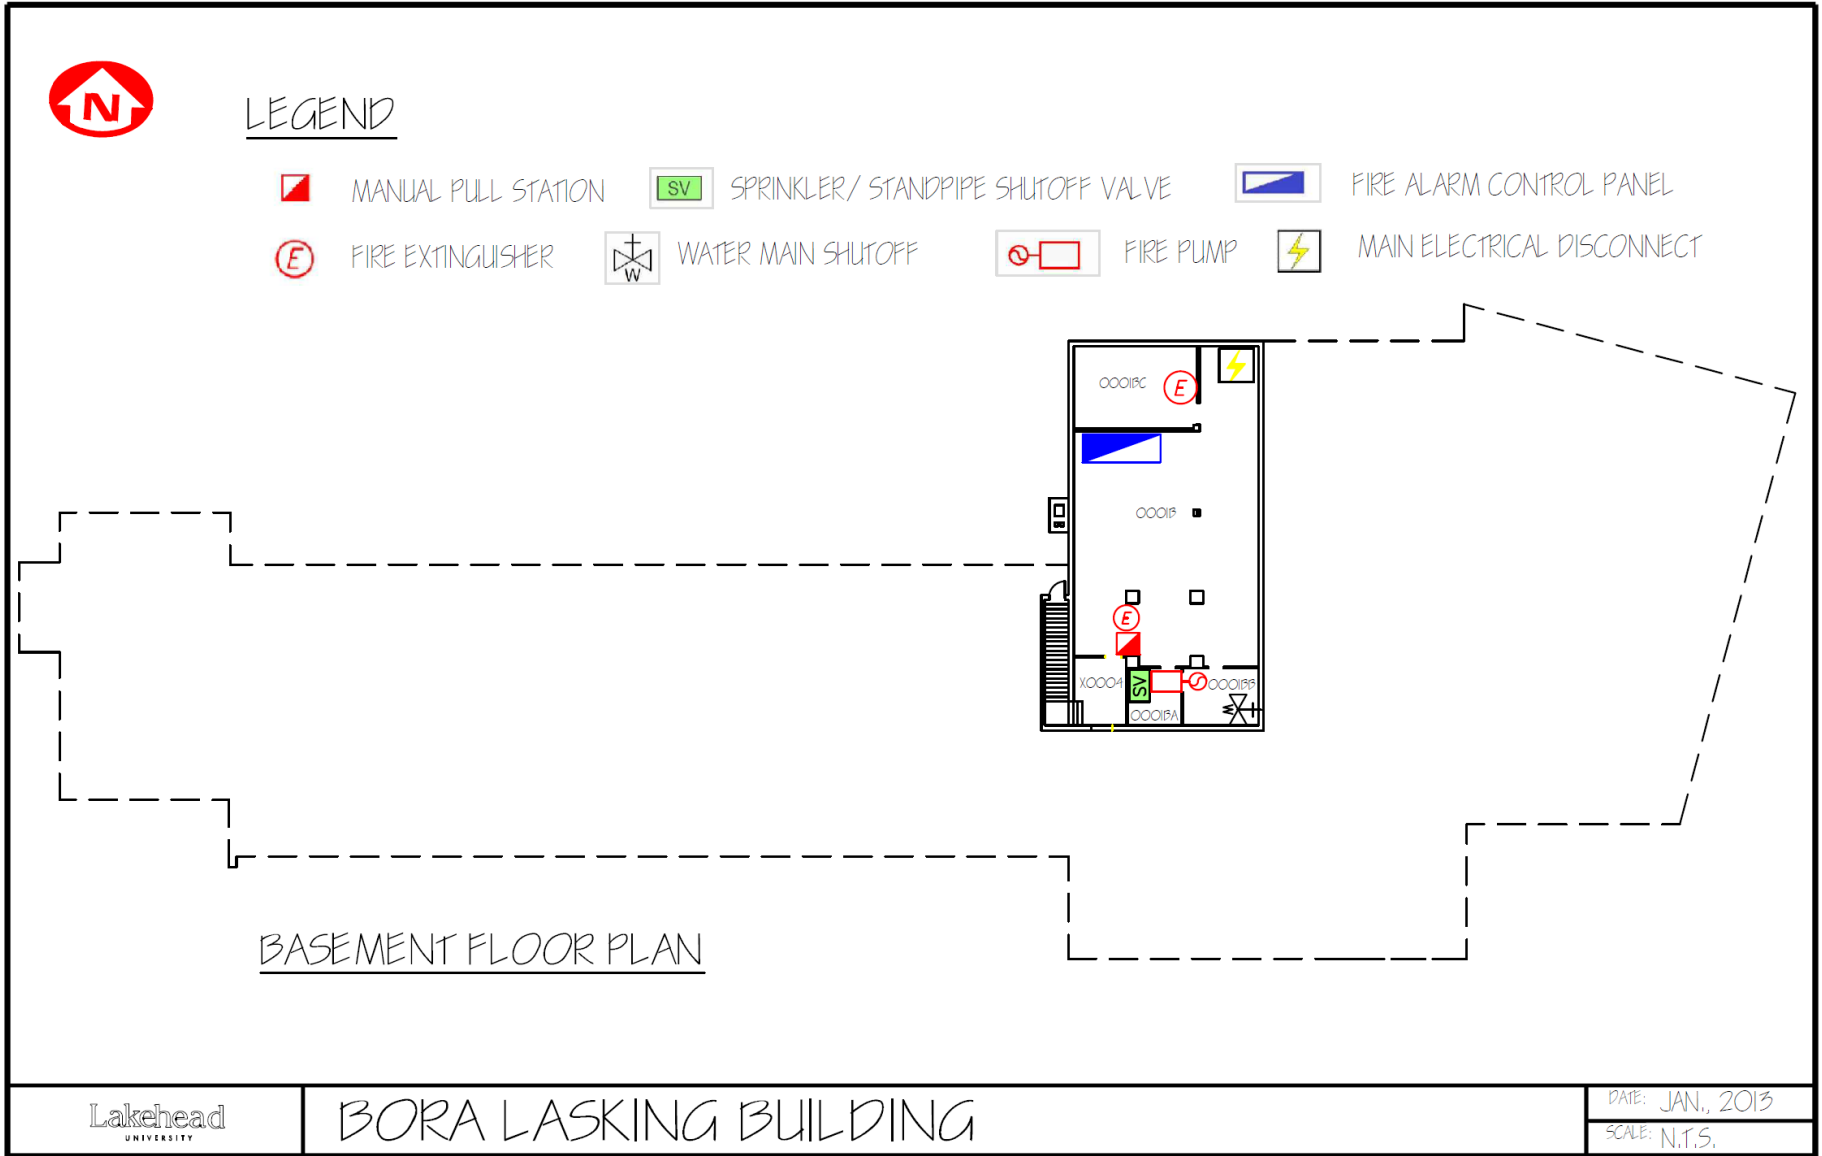 N
LEGEND
MANUAL PULL STATION
SV
SPRINKLER/ STANDPIPE SHUTOFF VALVE
FIRE ALARM CONTROL PANEL
E
FIRE EXTINGUISHER
W
WATER MAIN SHUTOFF
FIRE PUMP
MAIN ELECTRICAL DISCONNECT
0001BC
E
0001B
E
X0004
SV
0001BB
0001BA
W
BASEMENT FLOOR PLAN
Lakehead
UNIVERSITY
BORA LASKING BUILDING
DATE: JAN., 2013
SCALE: N.T.S.